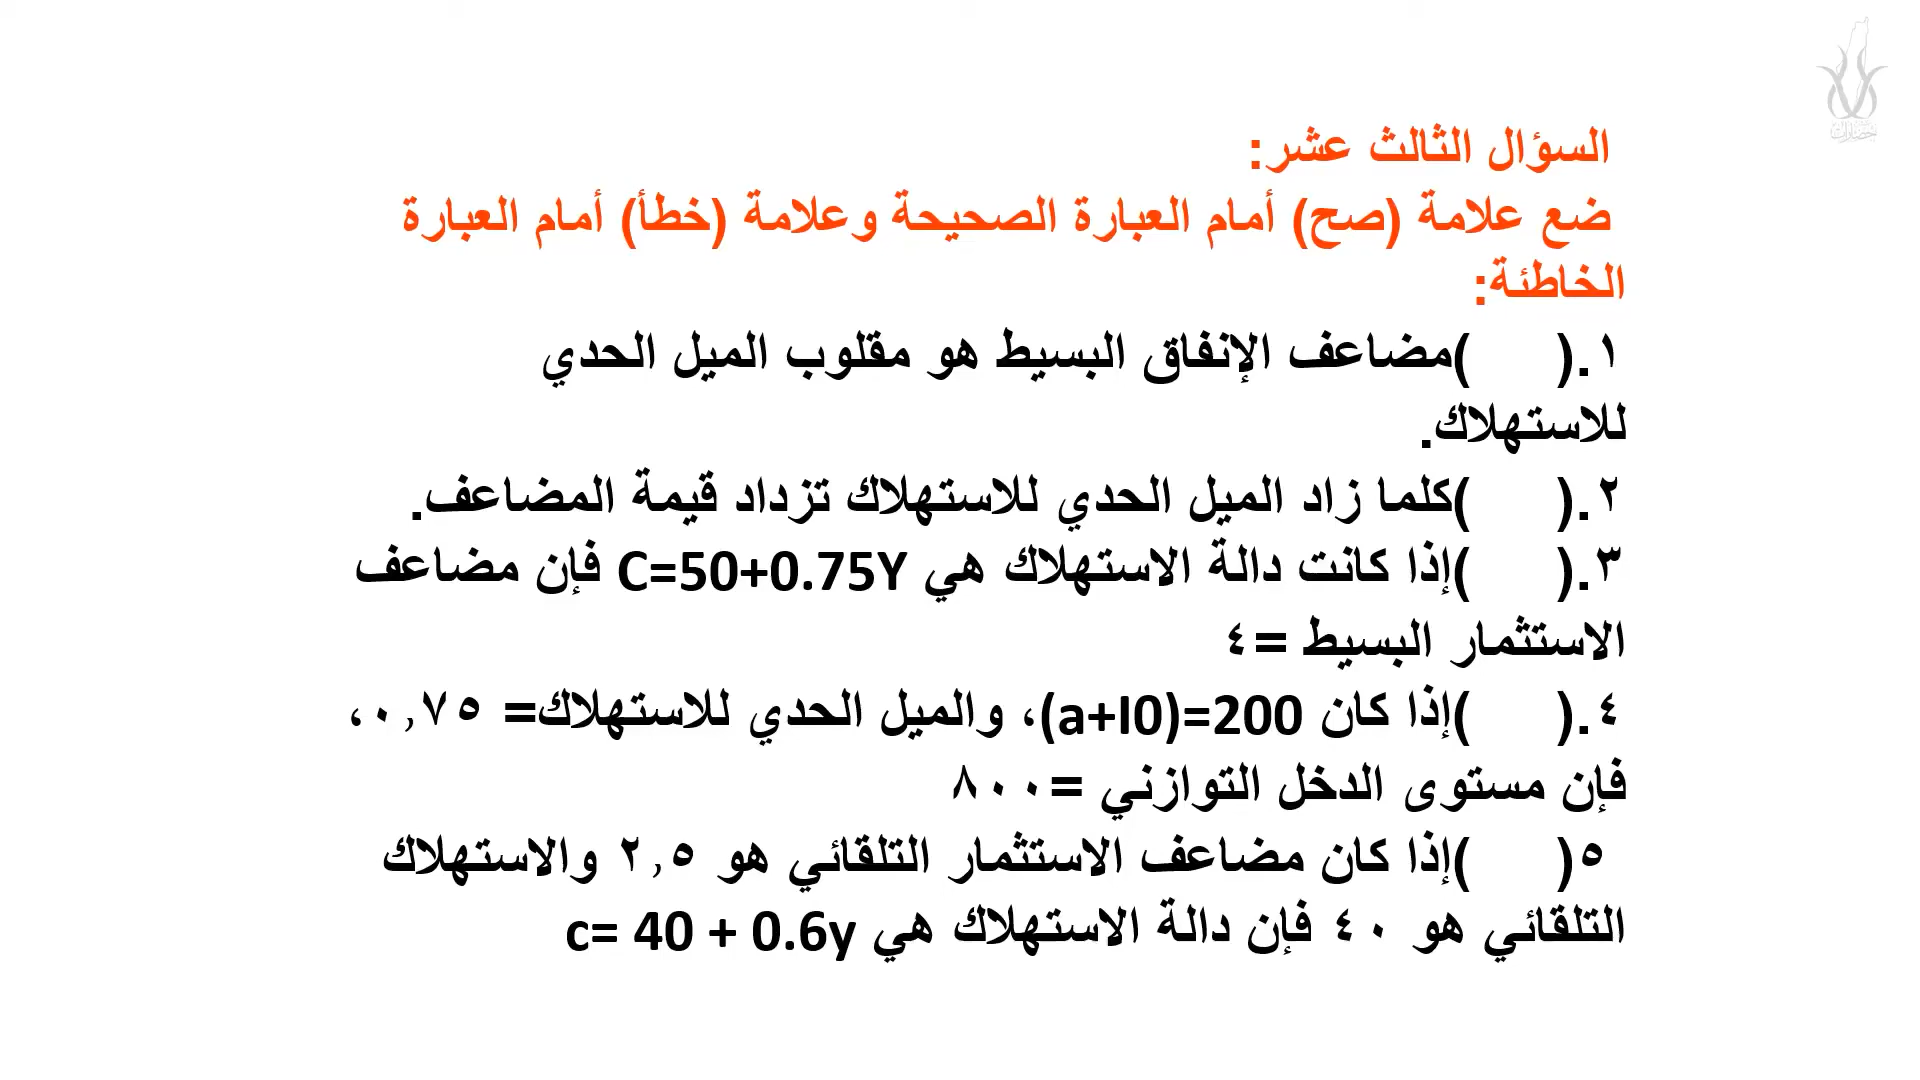 السؤال الثالث عشر:
ضع علامة (صح) أمام العبارة الصحيحة وعلامة (خطأ) أمام العبارة
الخاطئة:
١.( )مضاعف الإنفاق البسيط هو مقلوب الميل الحدي
للاستهلاك.
٢.( )كلما زاد الميل الحدي للاستهلاك تزداد قيمة المضاعف.
٣.( )إذا كانت دالة الاستهلاك هي C=50+0.75Y فإن مضاعف
الاستثمار البسيط =٤
٤.( )إذا كان (a+I0)=200، والميل الحدي للاستهلاك= ٠,٧٥،
فإن مستوى الدخل التوازني =٨٠٠
٥( )إذا كان مضاعف الاستثمار التلقائي هو ٢,٥ والاستهلاك
التلقائي هو ٤٠ فإن دالة الاستهلاك هي c= 40 + 0.6y